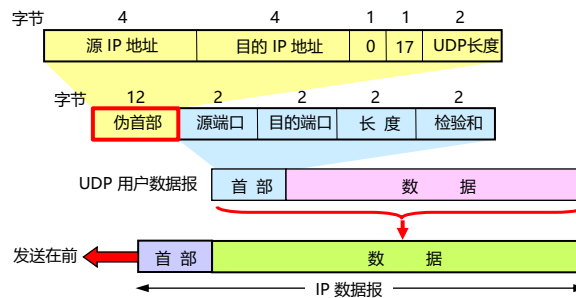 字节 4 4 1 1 2
源 IP 地址 目的 IP 地址 0 17 UDP长度
字节 12 2 2 2 2
伪首部 源端口 目的端口 长 度 检验和
UDP 用户数据报 首 部 数 据
发送在前 首 部 数 据
IP 数据报